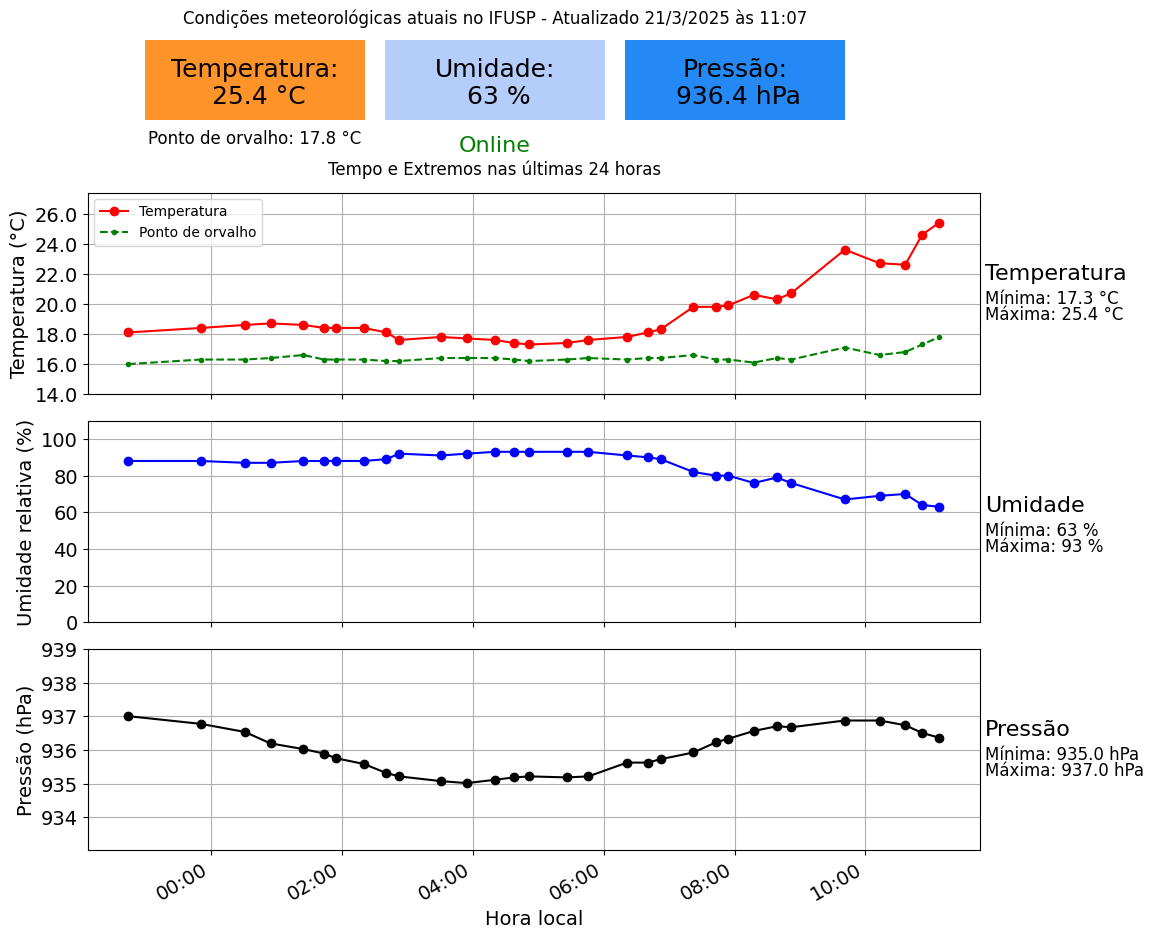 Condições meteorológicas atuais no IFUSP - Atualizado 21/3/2025 às 11:07
Temperatura:
25.4 °C
Umidade:
63 %
Pressão:
936.4 hPa
Ponto de orvalho: 17.8 °C
Online
Tempo e Extremos nas últimas 24 horas
Temperatura (°C)
26.0
24.0
22.0
20.0
18.0
16.0
14.0
Temperatura
Ponto de orvalho
Temperatura
Mínima: 17.3 °C
Máxima: 25.4 °C
Umidade relativa (%)
100
80
60
40
20
0
Umidade
Mínima: 63 %
Máxima: 93 %
Pressão (hPa)
939
938
937
936
935
934
Pressão
Mínima: 935.0 hPa
Máxima: 937.0 hPa
00:00
02:00
04:00
06:00
08:00
10:00
Hora local